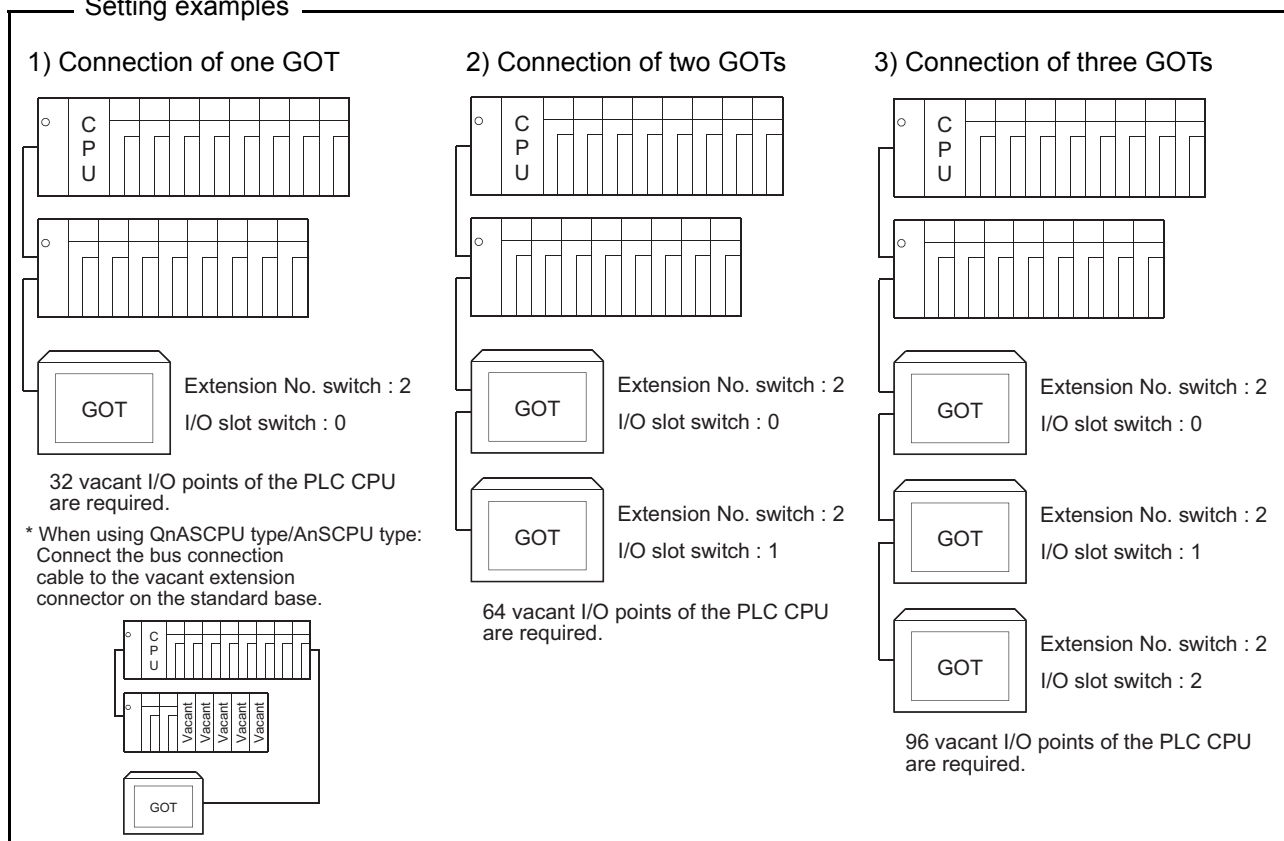 Setting examples
1) Connection of one GOT
C
P
U
GOT
Extension No. switch : 2
I/O slot switch : 0
32 vacant I/O points of the PLC CPU
are required.
* When using QnASCPU type/AnSCPU type:
Connect the bus connection
cable to the vacant extension
connector on the standard base.
C
P
U
Vacant
Vacant
Vacant
Vacant
Vacant
GOT
2) Connection of two GOTs
C
P
U
GOT
Extension No. switch : 2
I/O slot switch : 0
GOT
Extension No. switch : 2
I/O slot switch : 1
64 vacant I/O points of the PLC CPU
are required.
3) Connection of three GOTs
C
P
U
GOT
Extension No. switch : 2
I/O slot switch : 0
GOT
Extension No. switch : 2
I/O slot switch : 1
GOT
Extension No. switch : 2
I/O slot switch : 2
96 vacant I/O points of the PLC CPU
are required.